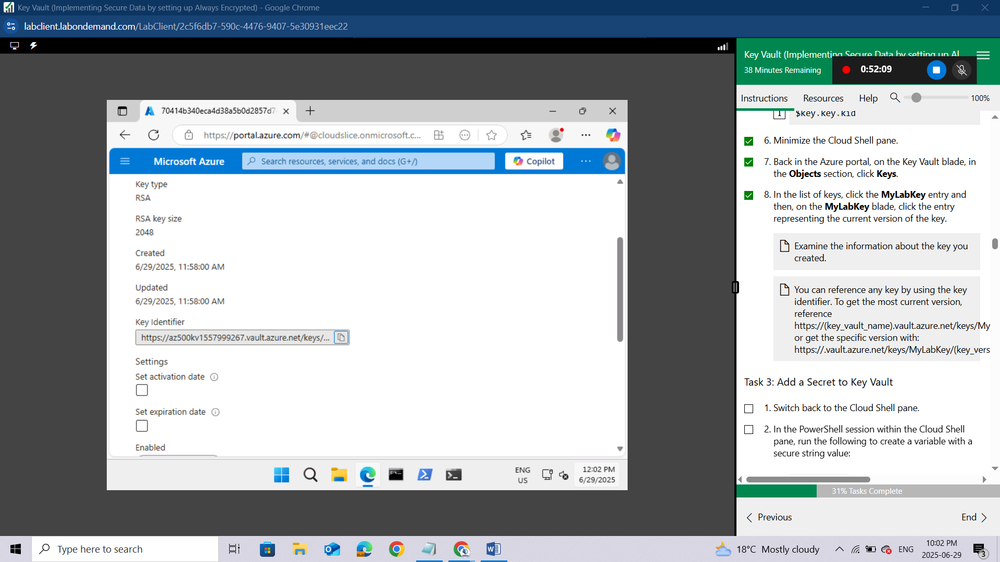 Key Vault (Implementing Secure Data by setting up Always Encrypted) - Google Chrome
labclient.labondemand.com/LabClient/2c5f6db7-590c-4476-9407-5e30931eec22
Key Vault (Implementing Secure Data by setting up Al
38 Minutes Remaining
0:52:09
Instructions
Resources
Help
100%
1
$key.key.kid
6. Minimize the Cloud Shell pane.
7. Back in the Azure portal, on the Key Vault blade, in
the Objects section, click Keys.
8. In the list of keys, click the MyLabKey entry and
then, on the MyLabKey blade, click the entry
representing the current version of the key.
Examine the information about the key you
created.
You can reference any key by using the key
identifier. To get the most current version,
reference
https://(key_vault_name).vault.azure.net/keys/My
or get the specific version with:
https://.vault.azure.net/keys/MyLabKey/(key_vers
Task 3: Add a Secret to Key Vault
1. Switch back to the Cloud Shell pane.
2. In the PowerShell session within the Cloud Shell
pane, run the following to create a variable with a
secure string value:
31% Tasks Complete
Previous
End
70414b340eca4d38a5b0d2857d7
https://portal.azure.com/#@cloudslice.onmicrosoft.c...
Microsoft Azure
Search resources, services, and docs (G+/)
Copilot
Key type
RSA
RSA key size
2048
Created
6/29/2025, 11:58:00 AM
Updated
6/29/2025, 11:58:00 AM
Key Identifier
https://az500kv1557999267.vault.azure.net/keys/...
Settings
Set activation date
Set expiration date
Enabled
ENG
US
12:02 PM
6/29/2025
Type here to search
18°C Mostly cloudy
ENG
10:02 PM
2025-06-29
3